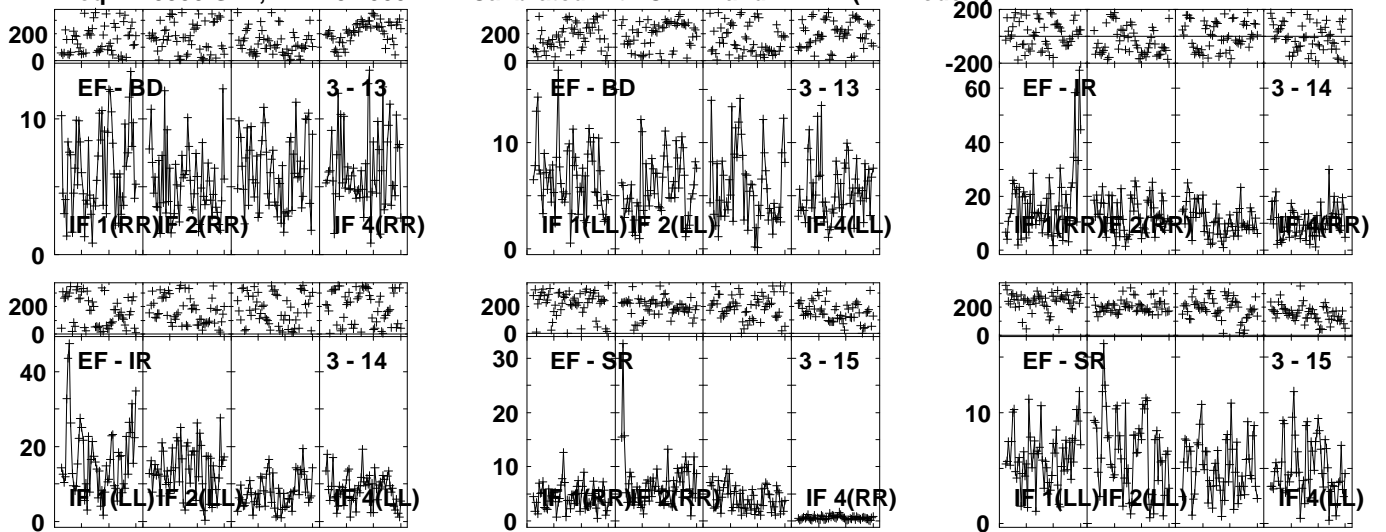 200
0
EF - BD 3 - 13
10
0
IF 1(RR) IF 2(RR) IF 4(RR)
200
0
EF - BD 3 - 13
10
0
IF 1(LL) IF 2(LL) IF 4(LL)
200
-200
EF - IR 3 - 14
60
40
20
0
IF 1(RR) IF 2(RR) IF 4(RR)
200
0
EF - IR 3 - 14
40
20
0
IF 1(LL) IF 2(LL) IF 4(LL)
200
0
EF - SR 3 - 15
30
20
10
0
IF 1(RR) IF 2(RR) IF 4(RR)
200
0
EF - SR 3 - 15
10
0
IF 1(LL) IF 2(LL) IF 4(LL)